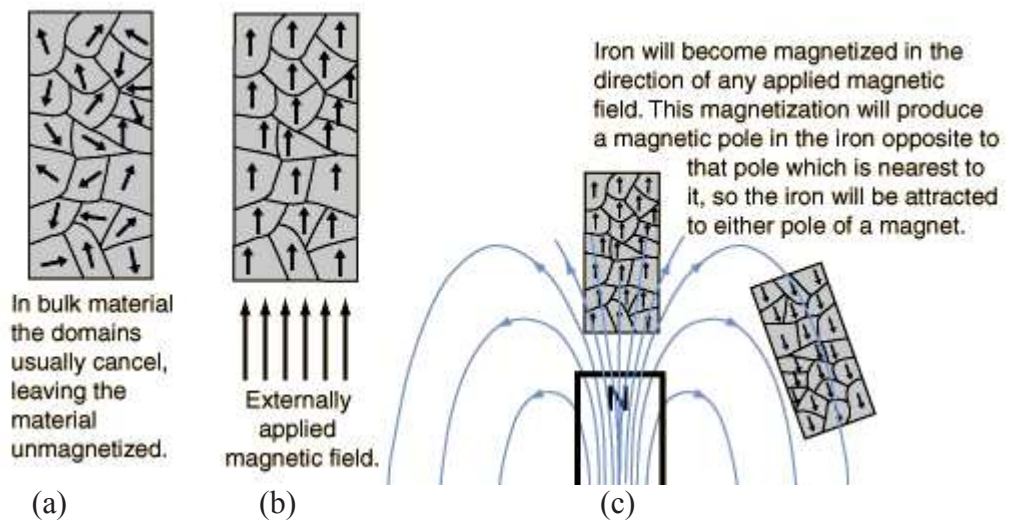 Iron will become magnetized in the
direction of any applied magnetic
field. This magnetization will produce
a magnetic pole in the iron opposite to
that pole which is nearest to
it, so the iron will be attracted
to either pole of a magnet.
In bulk material
the domains
usually cancel,
leaving the
material
unmagnetized.
Externally
applied
magnetic field.
N
(a)
(b)
(c)